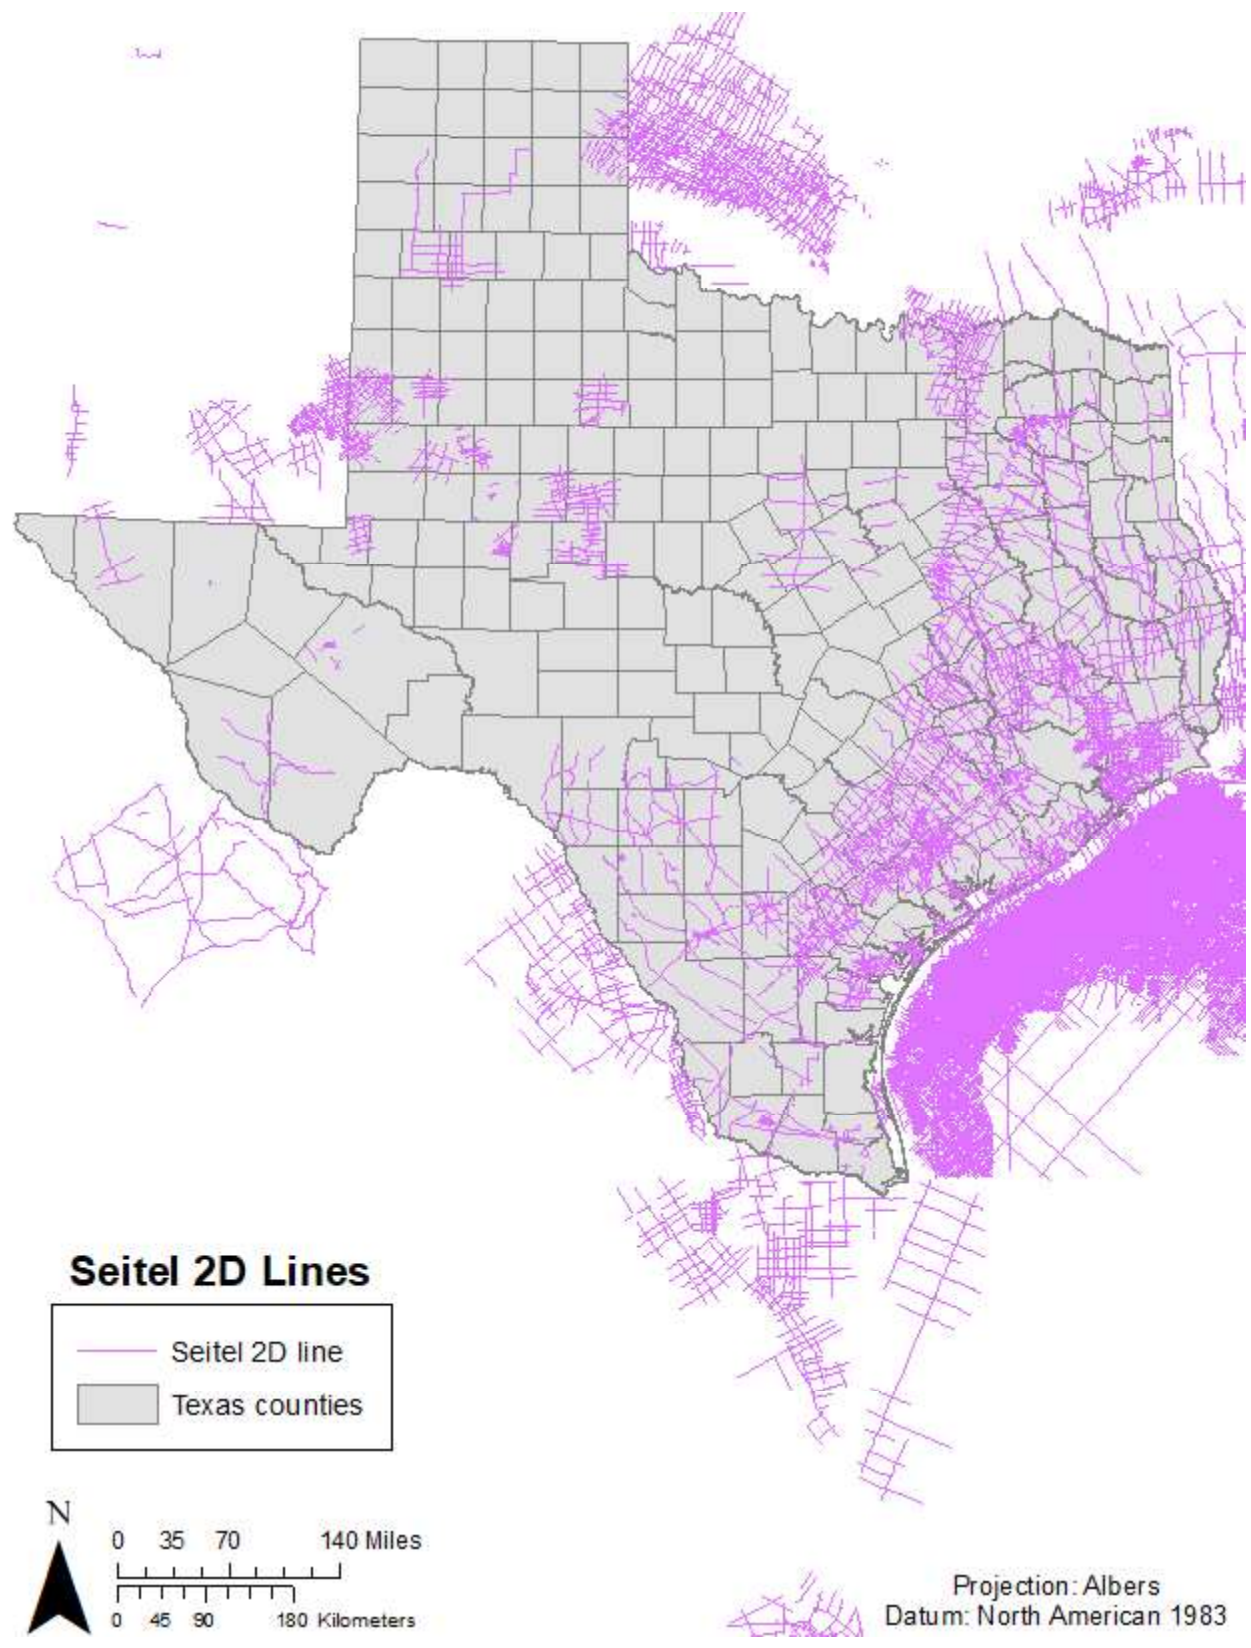 Seitel 2D Lines
Seitel 2D line
Texas counties
N
0 35 70 140 Miles
0 45 90 180 Kilometers
Projection: Albers
Datum: North American 1983